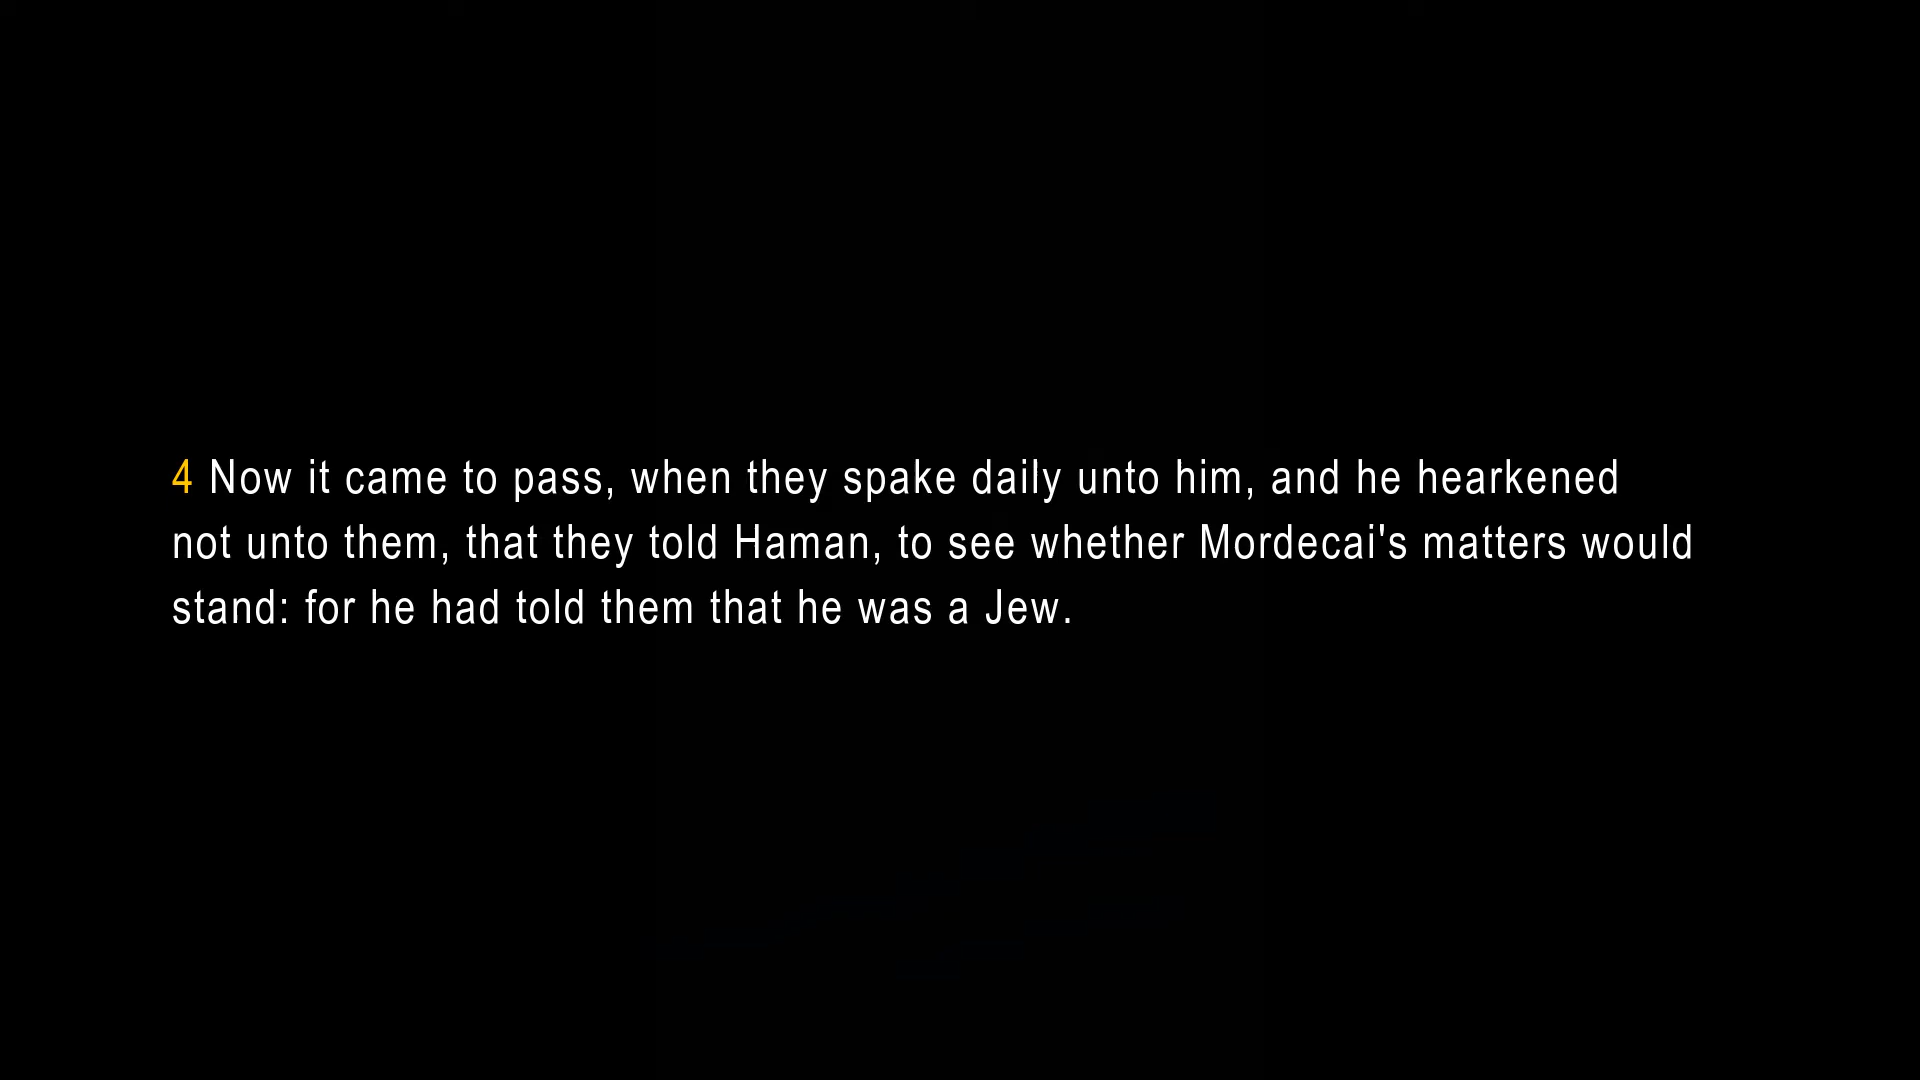 4 Now it came to pass, when they spake daily unto him, and he hearkened
not unto them, that they told Haman, to see whether Mordecai's matters would
stand: for he had told them that he was a Jew.